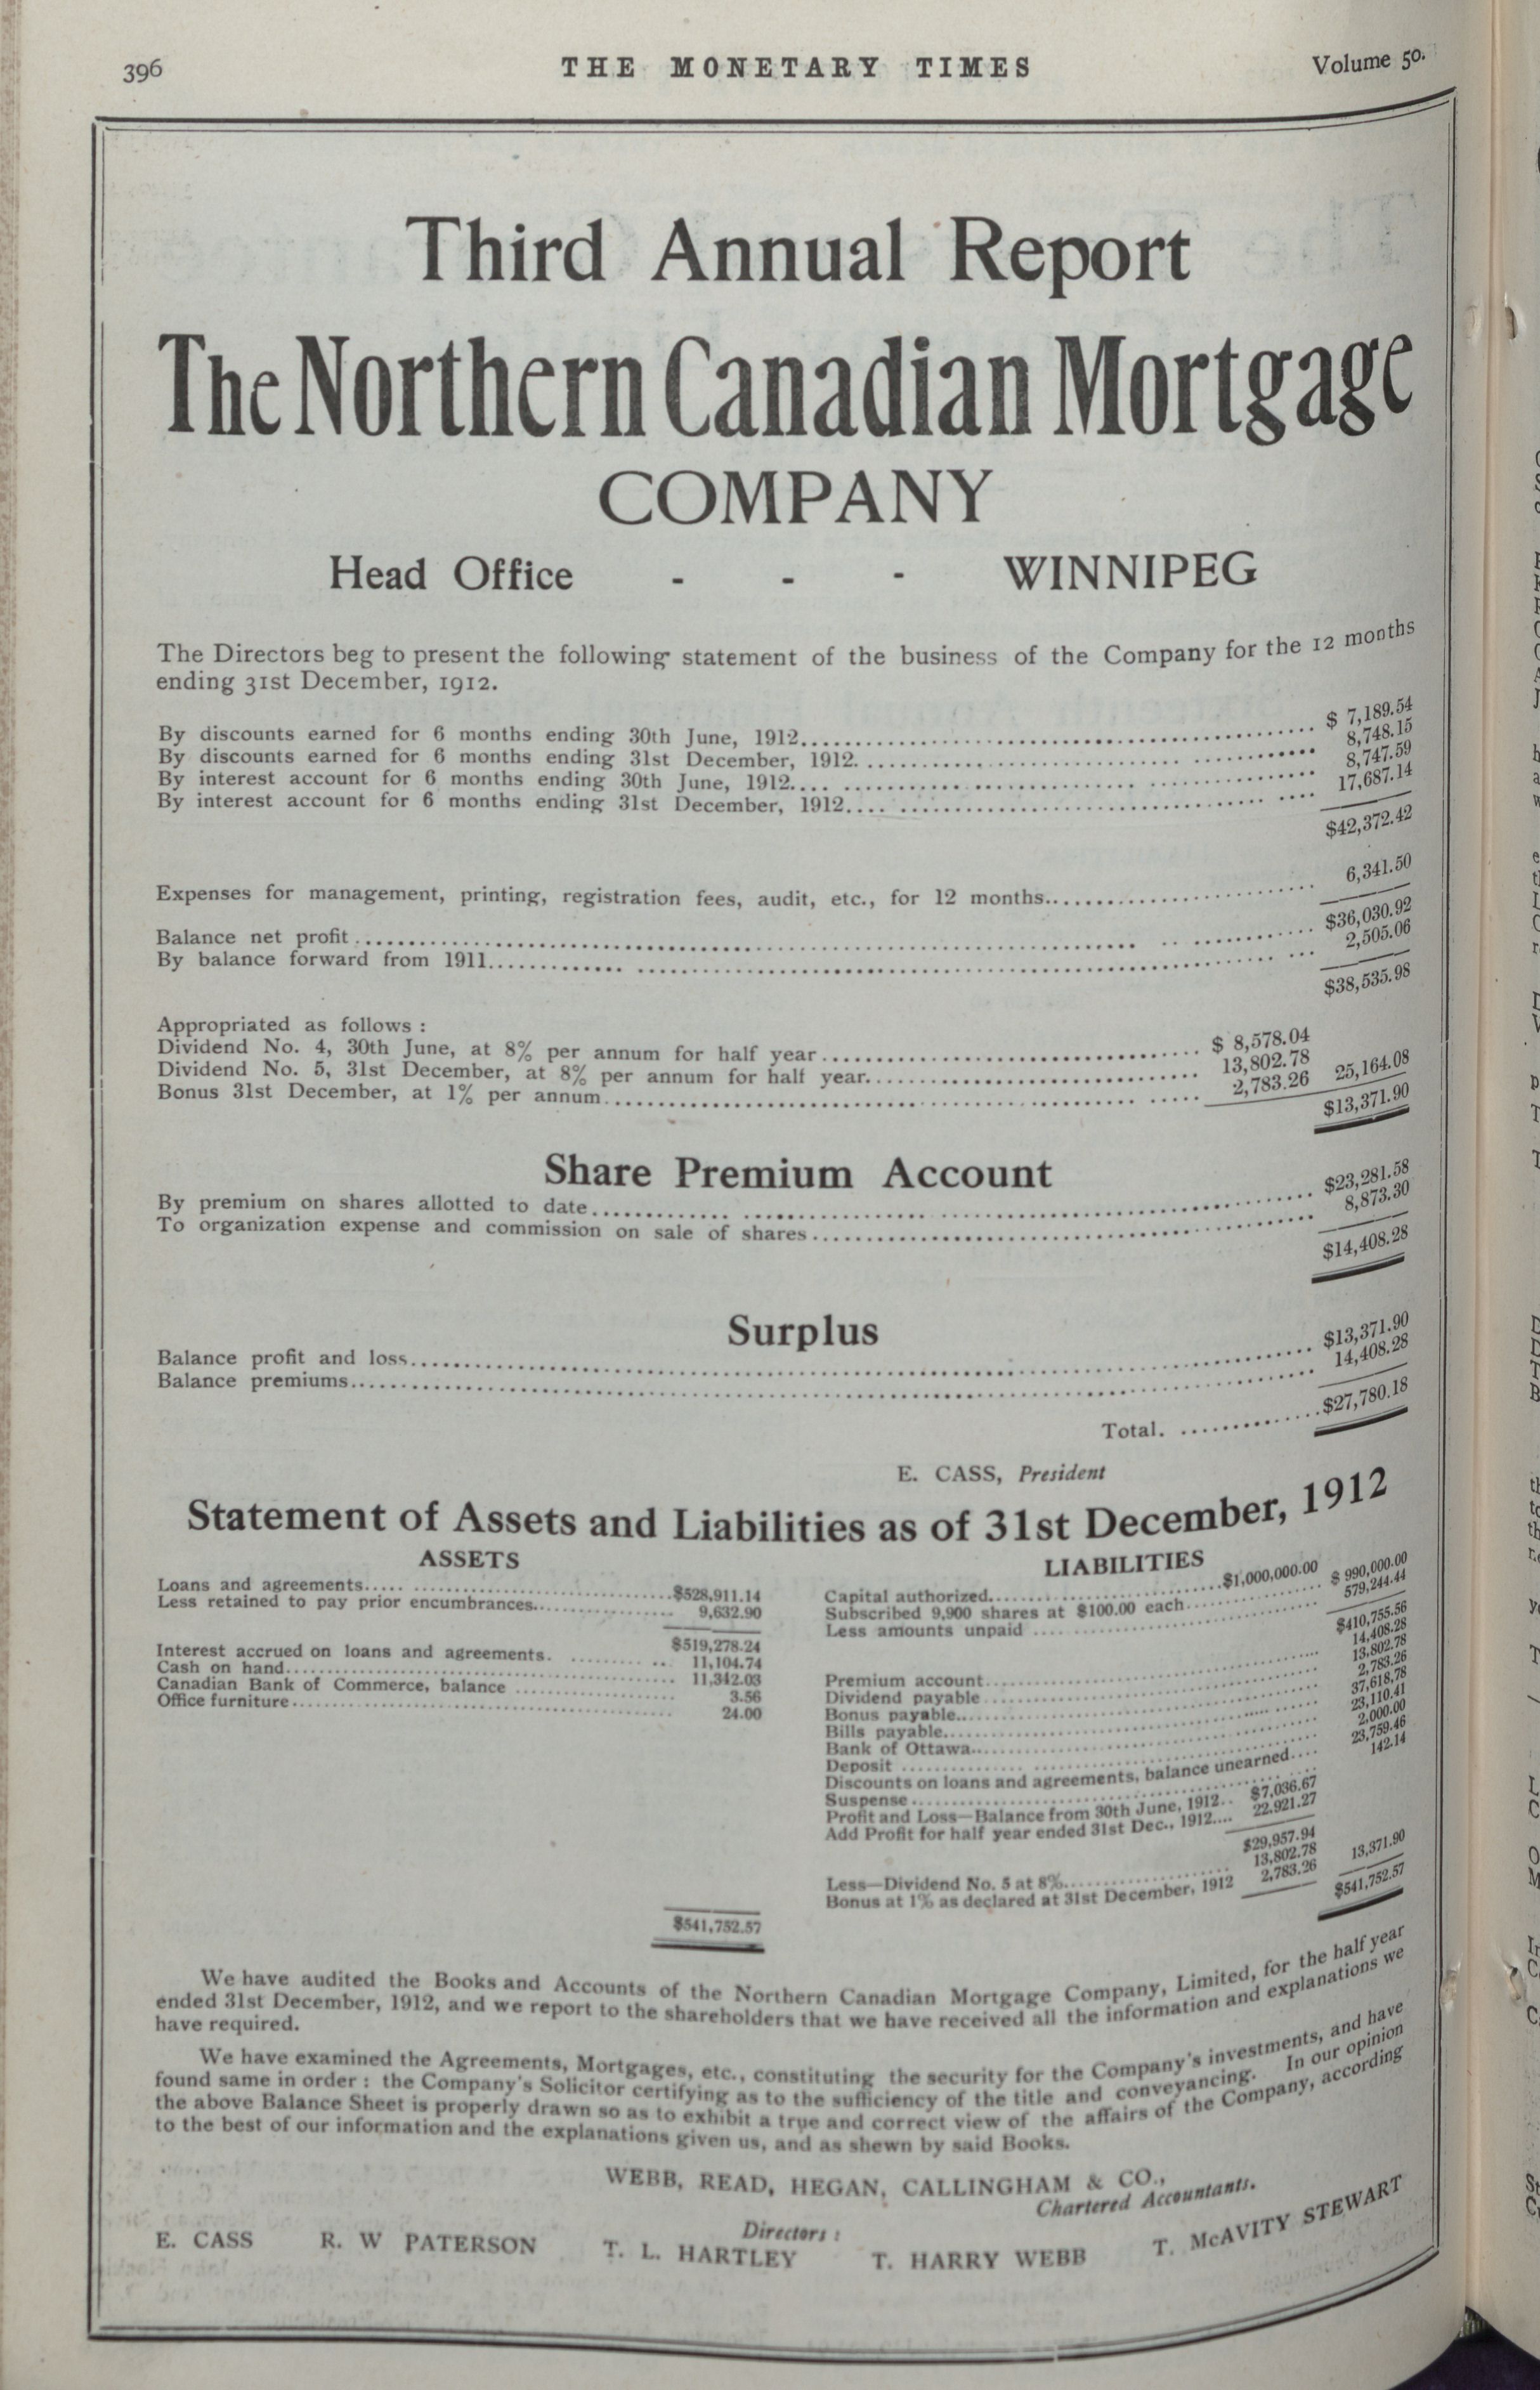 396 THE MONETARY TIMES Volume 50.
Third Annual Report
The Northern Canadian Mortgage
COMPANY
Head Office - - - WINNIPEG
The Directors beg to present the following statement of the business of the Company for the 12 months
ending 31st December, 1912.
By discounts earned for 6 months ending 30th June, 1912........ $ 7,189.54
By discounts earned for 6 months ending 31st December, 1912........ 8,748.15
By interest account for 6 months ending 30th June, 1912........ 8,747.59
By interest account for 6 months ending 31st December, 1912........ 17,687.14
$42,372.42
Expenses for management, printing, registration fees, audit, etc., for 12 months........ 6,341.50
Balance net profit........ $36,030.92
By balance forward from 1911........ 2,505.06
$38,535.98
Appropriated as follows :
Dividend No. 4, 30th June, at 8% per annum for half year........ $ 8,578.04
Dividend No. 5, 31st December, at 8% per annum for half year........ 13,802.78
Bonus 31st December, at 1% per annum........ 2,783.26 25,164.08
$13,371.90
Share Premium Account
By premium on shares allotted to date........ $23,281.58
To organization expense and commission on sale of shares........ 8,873.30
$14,408.28
Surplus
Balance profit and loss........ $13,371.90
Balance premiums........ 14,408.28
Total. ........ $27,780.18
E. CASS, President
Statement of Assets and Liabilities as of 31st December, 1912
ASSETS
Loans and agreements........ $528,911.14
Less retained to pay prior encumbrances........ 9,632.90
$519,278.24
Interest accrued on loans and agreements. ........ 11,104.74
Cash on hand........ 11,342.03
Canadian Bank of Commerce, balance ........ 3.56
Office furniture........ 24.00
$541,752.57
LIABILITIES
Capital authorized........ $1,000,000.00
Subscribed 9,900 shares at $100.00 each........ $ 990,000.00
Less amounts unpaid ........ 579,244.44
$410,755.56
Premium account........ 14,408.28
Dividend payable........ 13,802.78
Bonus payable........ 2,783.26
Bills payable........ 37,618.78
Bank of Ottawa........ 23,110.41
Deposit ........ 2,000.00
Discounts on loans and agreements, balance unearned.... 23,759.46
Suspense........ 142.14
Profit and Loss—Balance from 30th June, 1912.. $7,036.67
Add Profit for half year ended 31st Dec., 1912.... 22.921.27
$29,957.94
Less—Dividend No. 5 at 8%........ 13,802.78
Bonus at 1% as declared at 31st December, 1912 2,783.26 13,371.90
$541,752.57
We have audited the Books and Accounts of the Northern Canadian Mortgage Company, Limited, for the half year
ended 31st December, 1912, and we report to the shareholders that we have received all the information and explanations we
have required.
We have examined the Agreements, Mortgages, etc., constituting the security for the Company's investments, and have
found same in order : the Company's Solicitor certifying as to the sufficiency of the title and conveyancing. In our opinion
the above Balance Sheet is properly drawn so as to exhibit a true and correct view of the affairs of the Company, according
to the best of our information and the explanations given us, and as shewn by said Books.
WEBB, READ, HEGAN, CALLINGHAM & CO.,
Chartered Accountants.
Directors :
E. CASS R. W PATERSON T. L. HARTLEY T. HARRY WEBB T. McAVITY STEWART